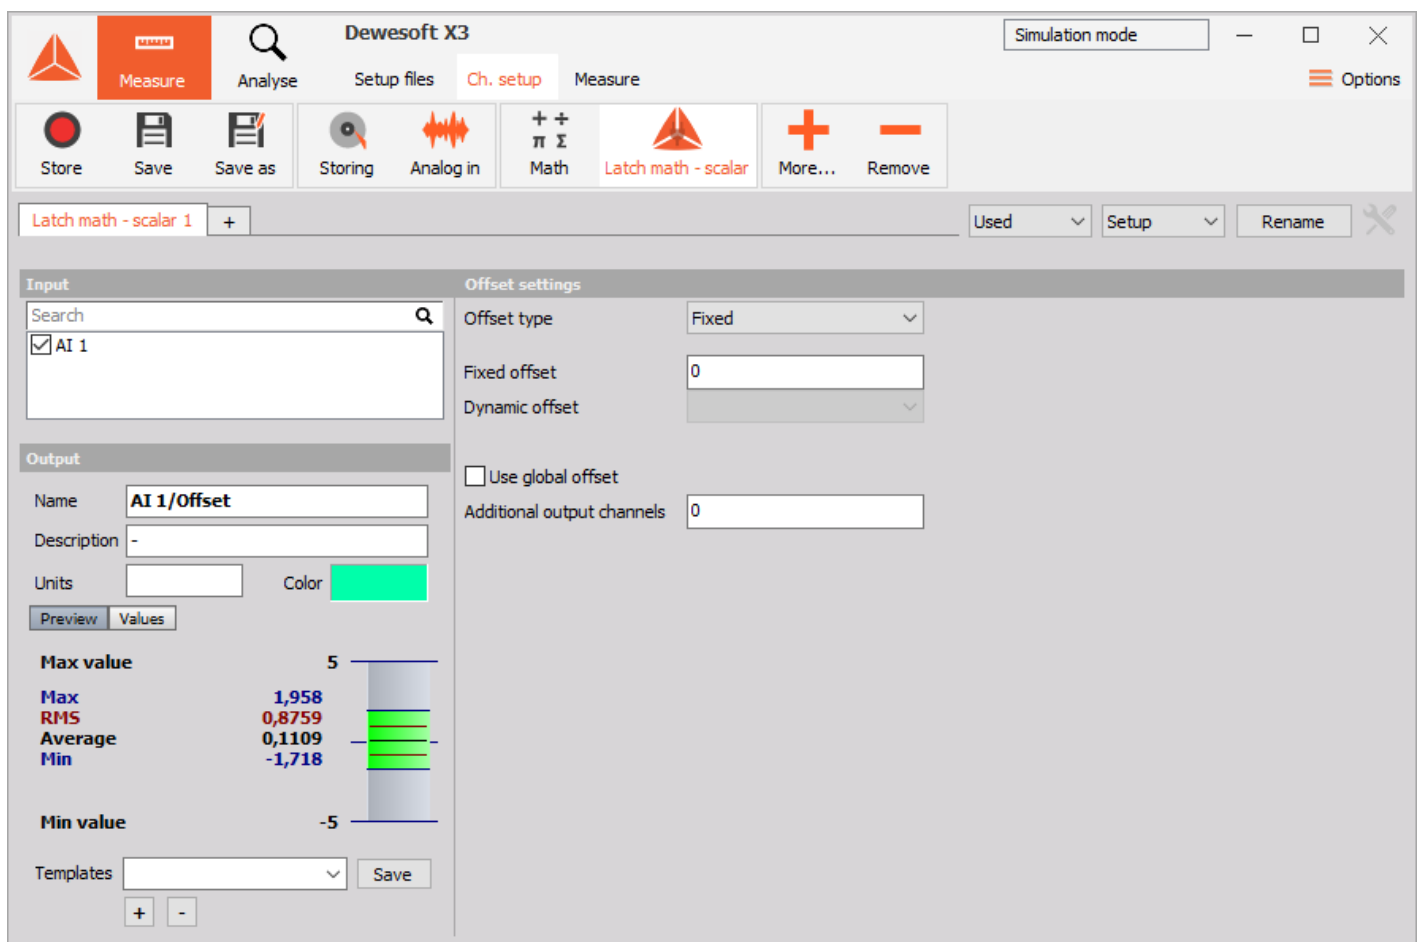 Dewesoft X3
Simulation mode
Measure
Analyse
Setup files
Ch. setup
Measure
Options
+ ÷
π Σ
Store
Save
Save as
Storing
Analog in
Math
Latch math - scalar
More...
Remove
Latch math - scalar 1
+
Used
Setup
Rename
Input
Search
AI 1
Offset settings
Offset type
Fixed
Fixed offset
0
Dynamic offset
Use global offset
Additional output channels
0
Output
Name
AI 1/Offset
Description
-
Units
Color
Preview
Values
Max value 5
Max 1,958
RMS 0,8759
Average 0,1109
Min -1,718
Min value -5
Templates
Save
+
-